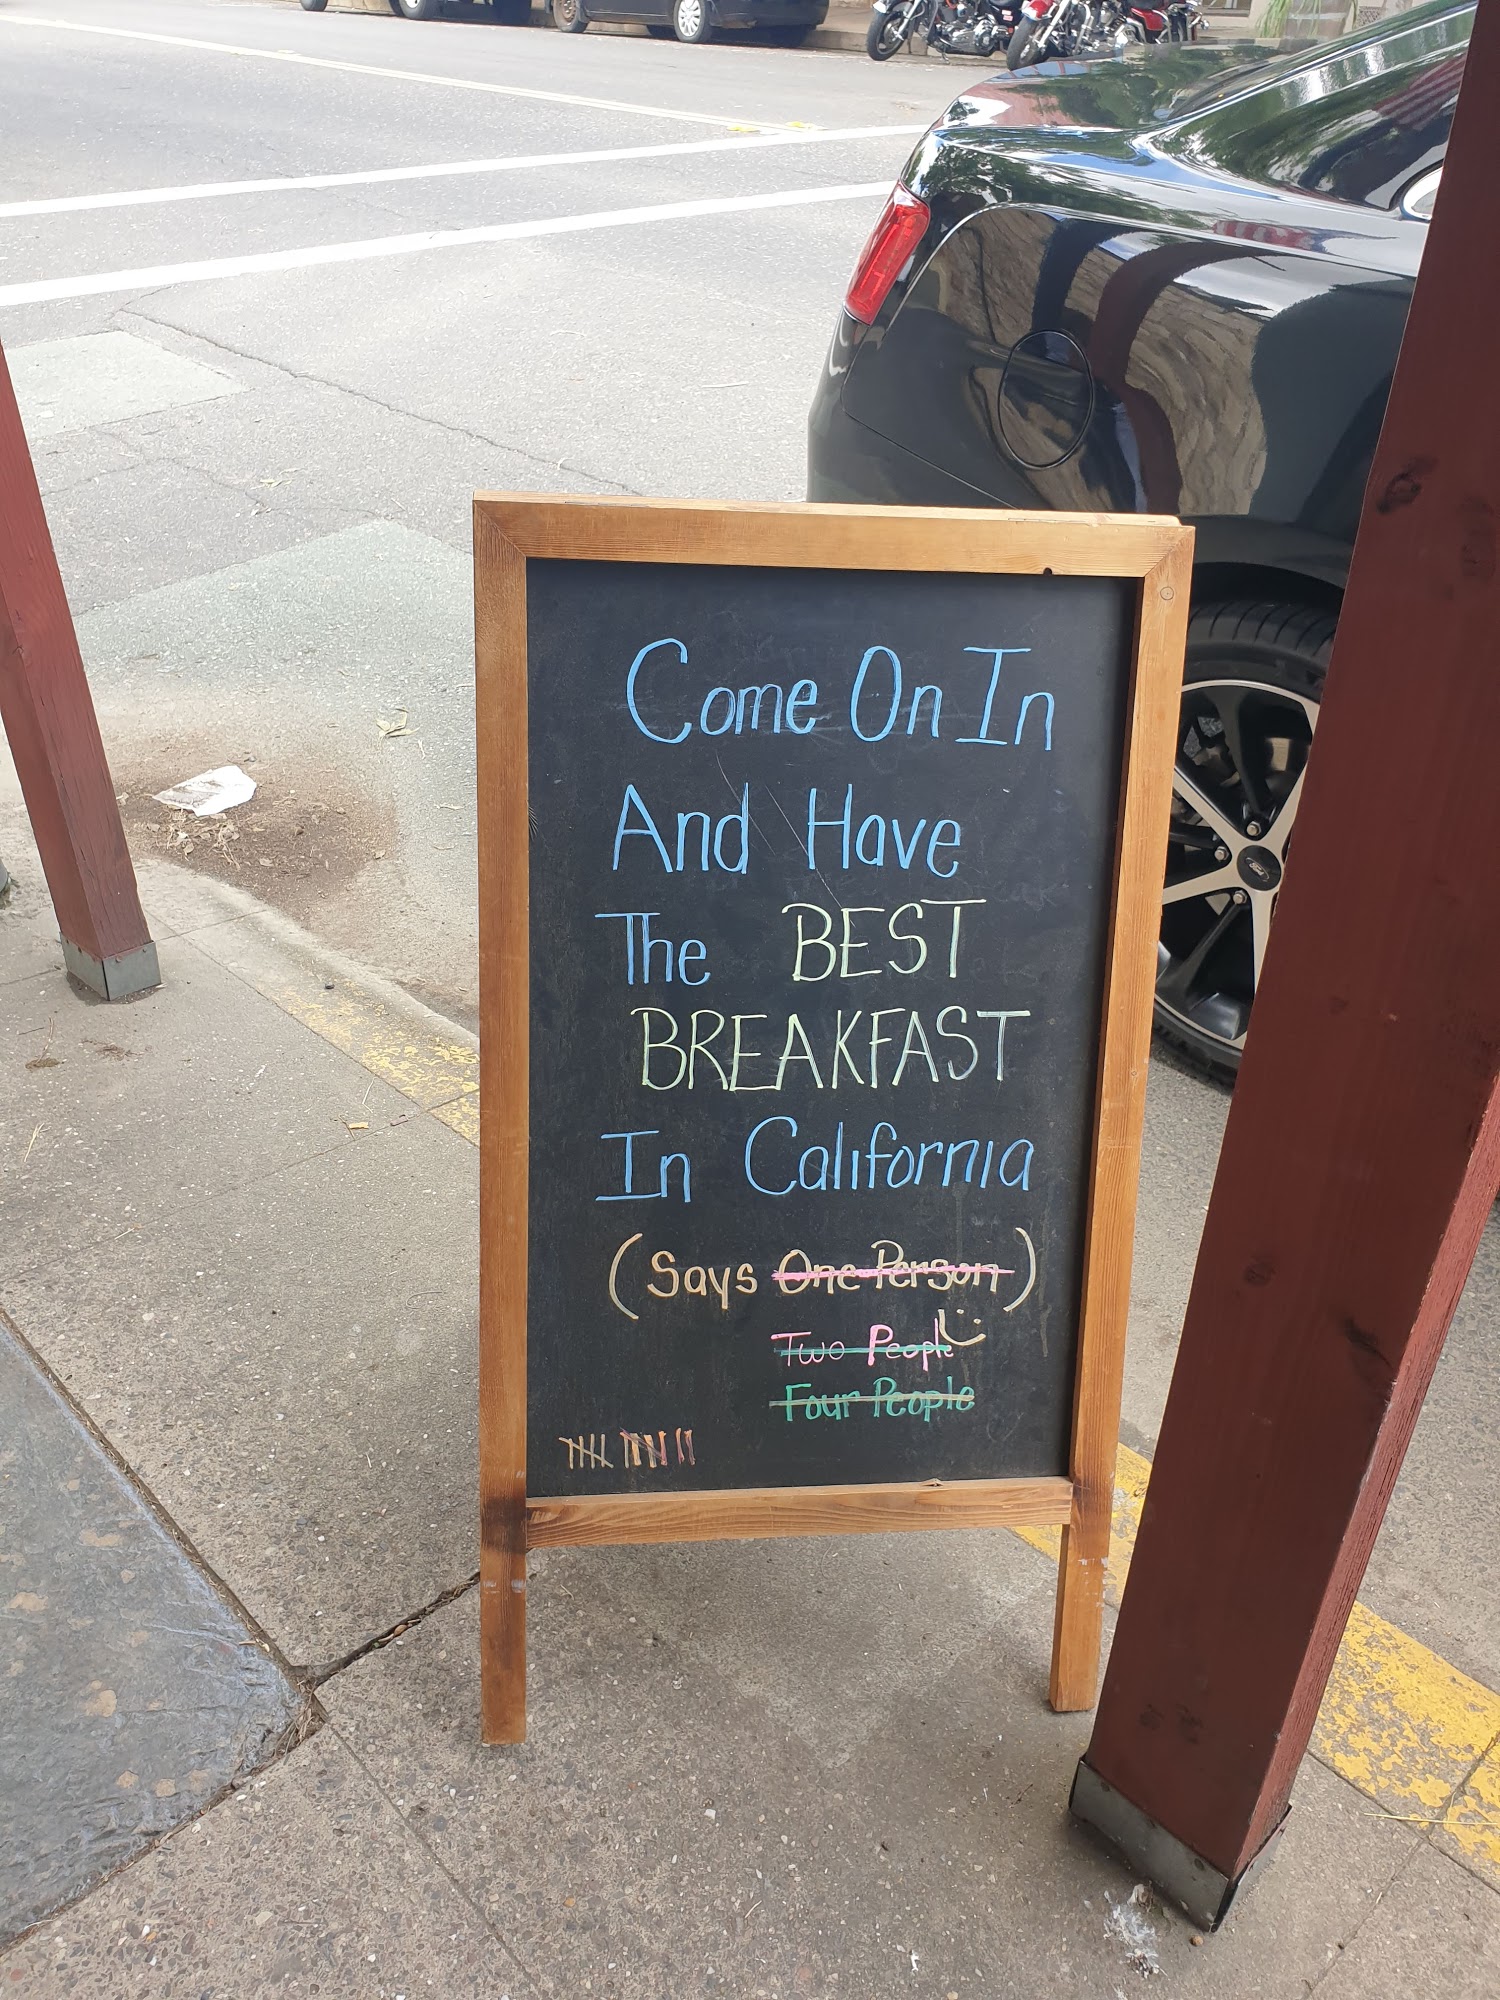 Come On In
And Have
The BEST
BREAKFAST
In California
(Says One Person)
Two People
Four People